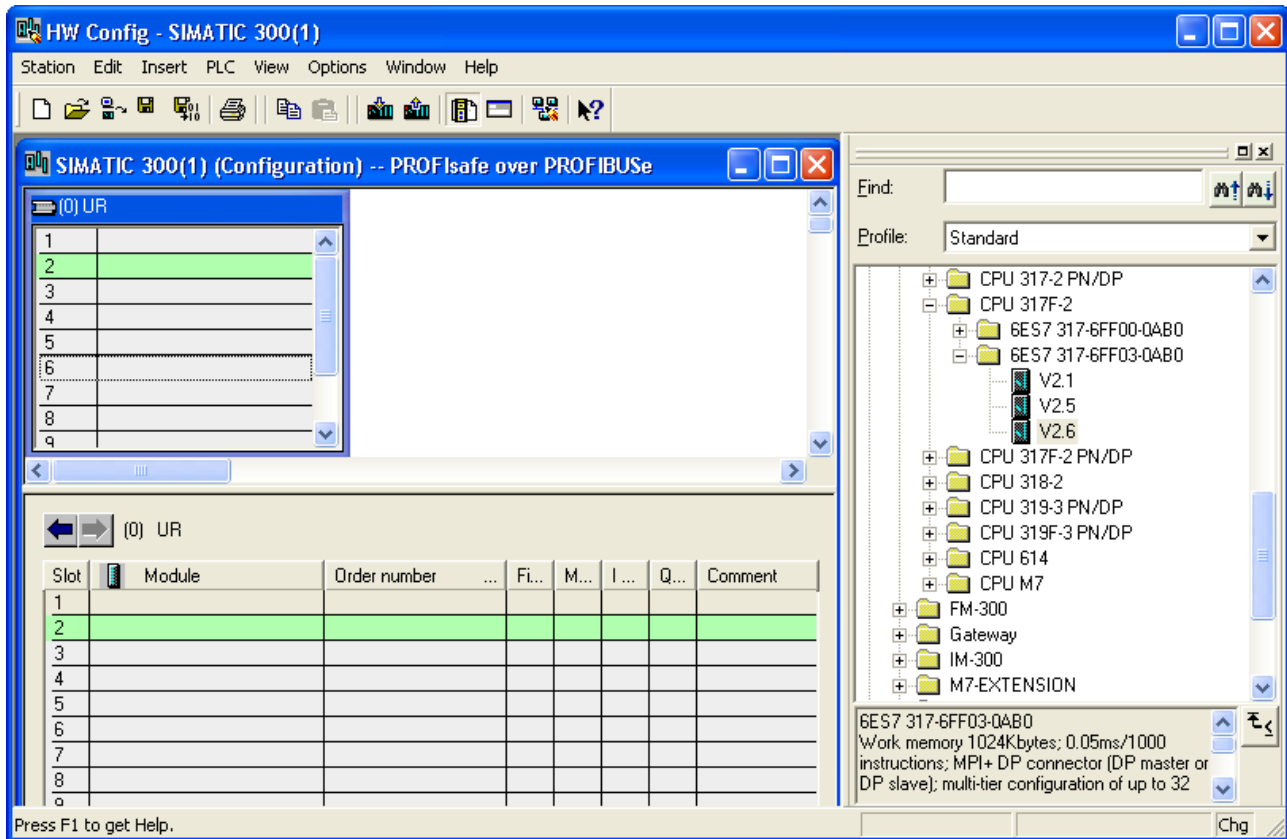 HW Config - SIMATIC 300(1)
Station Edit Insert PLC View Options Window Help
SIMATIC 300(1) (Configuration) -- PROFIsafe over PROFIBUSe
(0) UR
1
2
3
4
5
6
7
8
9
(0) UR
Slot Module Order number ... Fi... M... I ... Q... Comment
1
2
3
4
5
6
7
8
9
Find:
Profile: Standard
CPU 317-2 PN/DP
CPU 317F-2
6ES7 317-6FF00-0AB0
6ES7 317-6FF03-0AB0
V2.1
V2.5
V2.6
CPU 317F-2 PN/DP
CPU 318-2
CPU 319-3 PN/DP
CPU 319F-3 PN/DP
CPU 614
CPU M7
FM-300
Gateway
IM-300
M7-EXTENSION
6ES7 317-6FF03-0AB0
Work memory 1024Kbytes; 0.05ms/1000
instructions; MPI+ DP connector (DP master or
DP slave); multi-tier configuration of up to 32
Press F1 to get Help.
Chg